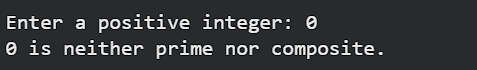 Enter a positive integer: 0
0 is neither prime nor composite.